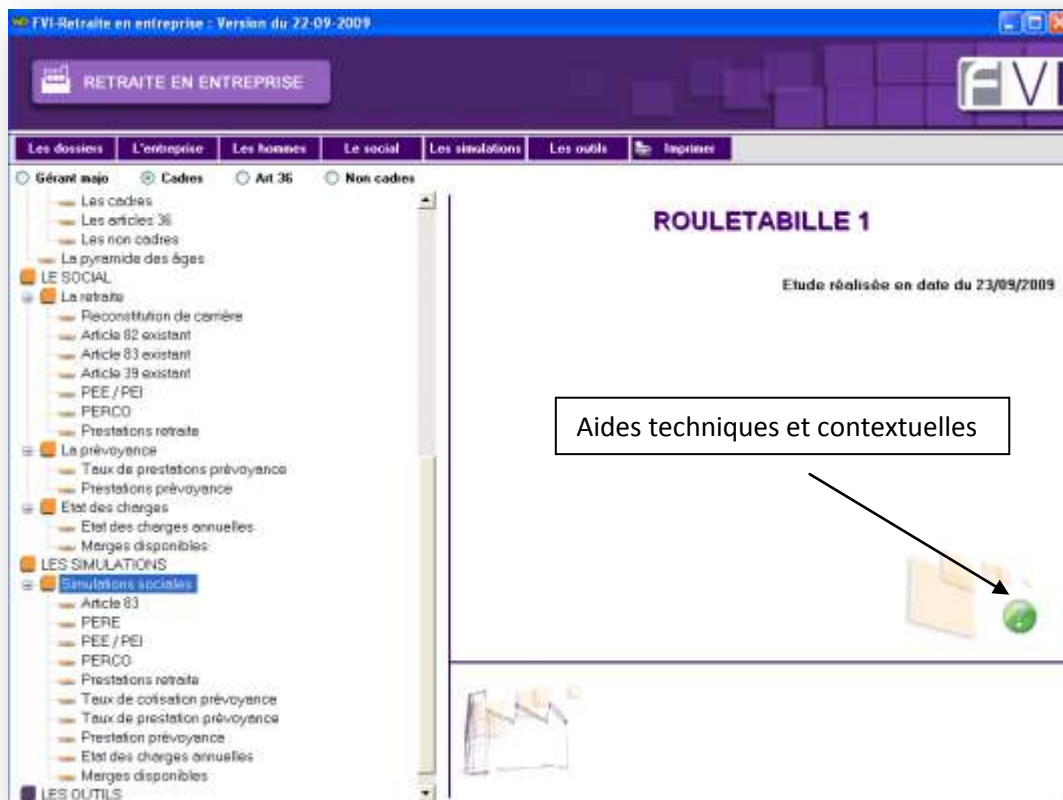 FVI-Retraite en entreprise : Version du 22-09-2009
RETRAITE EN ENTREPRISE
FVI
Les dossiers L'entreprise Les hommes Le social Les simulations Les outils Imprimer
Gérant majo Cadres Art 36 Non cadres
Les cadres
Les articles 36
Les non cadres
La pyramide des âges
LE SOCIAL
La retraite
Reconstitution de carrière
Article 82 existant
Article 83 existant
Article 39 existant
PEE / PEI
PERCO
Prestations retraite
La prévoyance
Taux de prestations prévoyance
Prestations prévoyance
Etat des charges
Etat des charges annuelles
Marges disponibles
LES SIMULATIONS
Simulations sociales
Article 83
PERE
PEE / PEI
PERCO
Prestations retraite
Taux de cotisation prévoyance
Taux de prestation prévoyance
Prestation prévoyance
Etat des charges annuelles
Marges disponibles
LES OUTILS
ROULETABILLE 1
Etude réalisée en date du 23/09/2009
Aides techniques et contextuelles